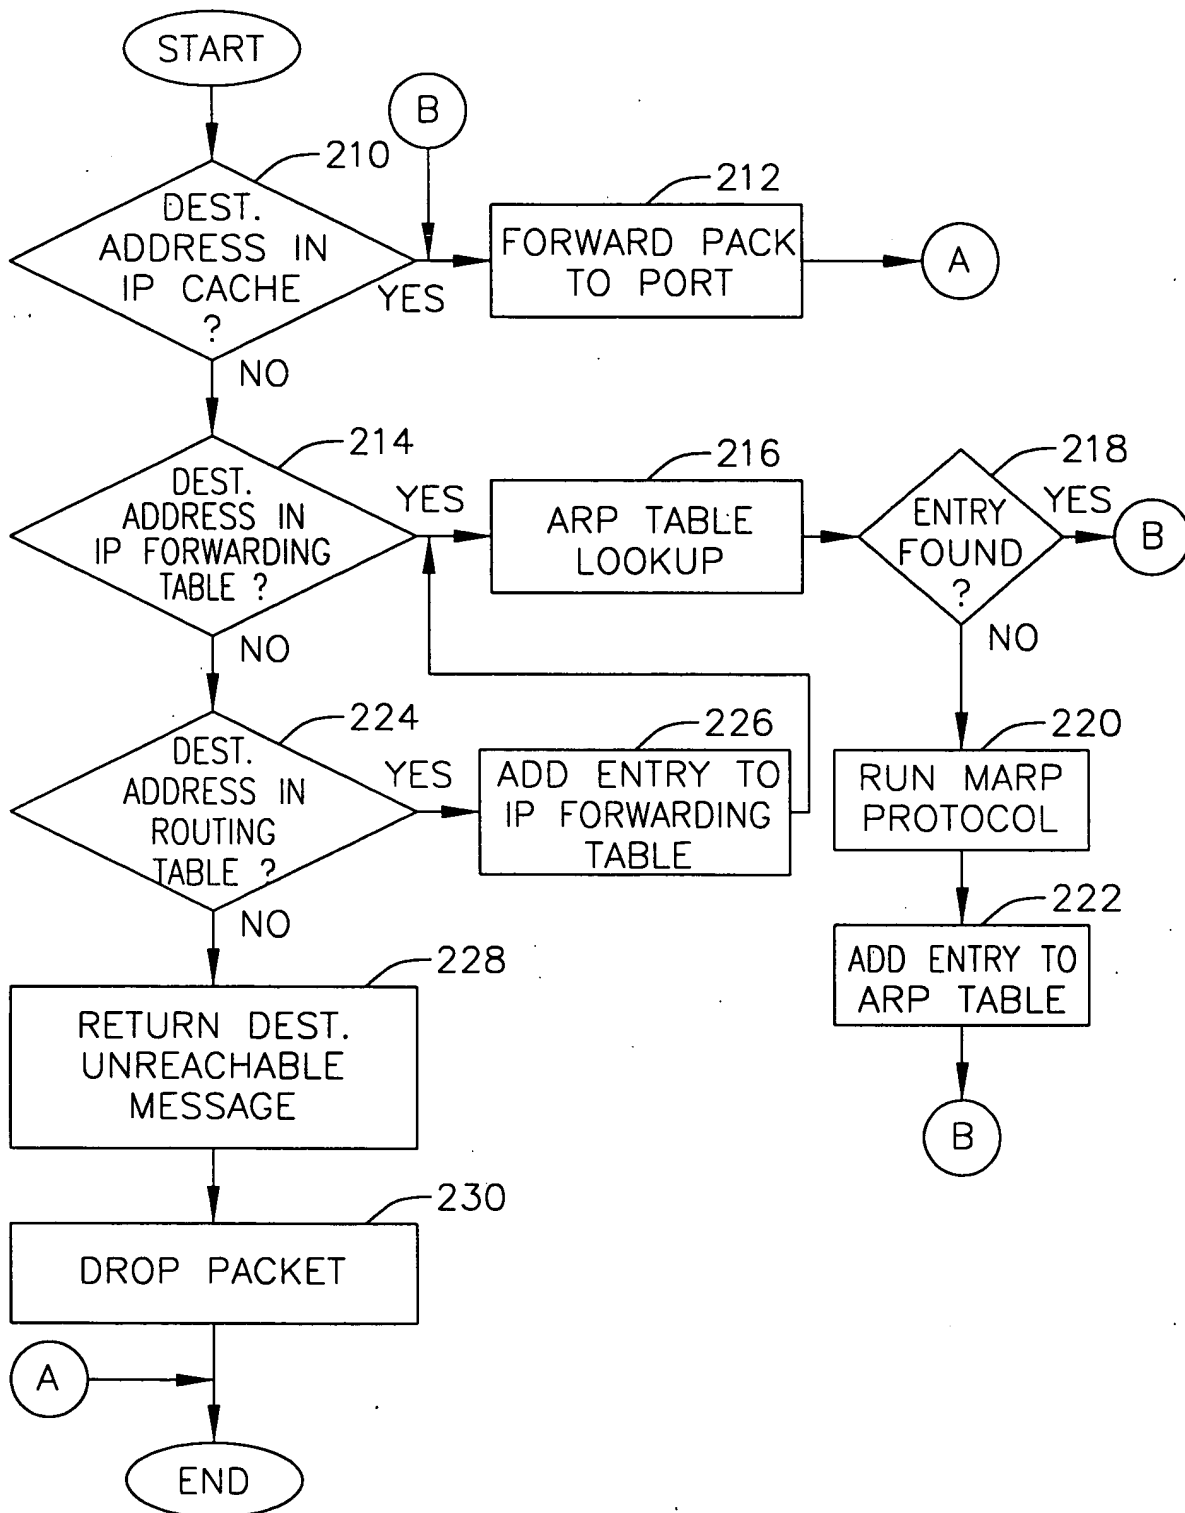 START
B
210
DEST.
ADDRESS IN
IP CACHE
?
YES
NO
212
FORWARD PACK
TO PORT
A
214
DEST.
ADDRESS IN
IP FORWARDING
TABLE ?
YES
NO
216
ARP TABLE
LOOKUP
218
ENTRY
FOUND
?
YES
B
NO
224
DEST.
ADDRESS IN
ROUTING
TABLE ?
YES
NO
226
ADD ENTRY TO
IP FORWARDING
TABLE
220
RUN MARP
PROTOCOL
222
ADD ENTRY TO
ARP TABLE
B
228
RETURN DEST.
UNREACHABLE
MESSAGE
230
DROP PACKET
A
END